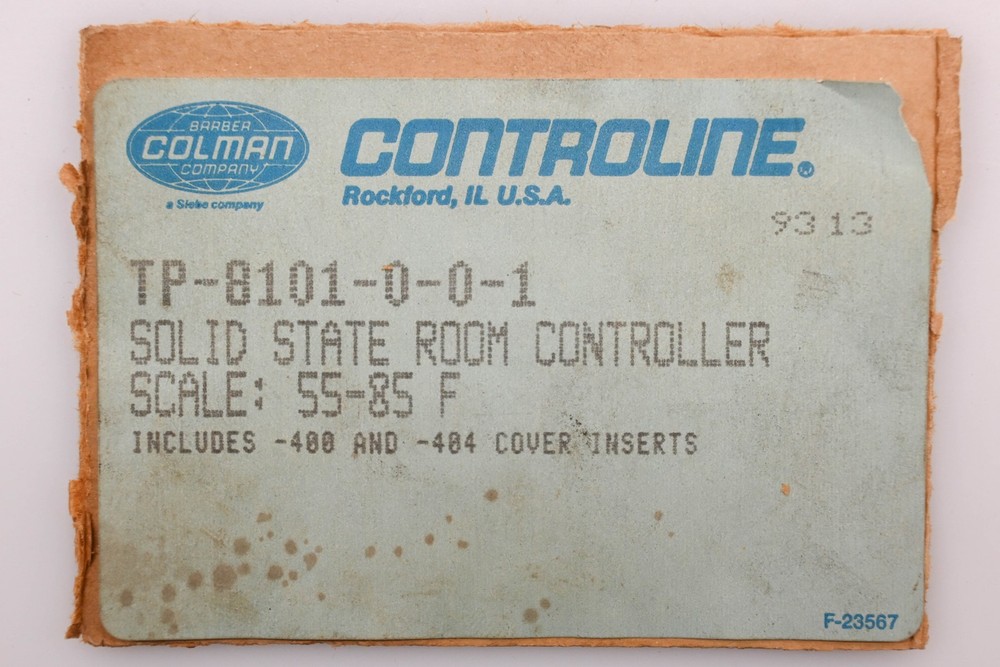 BARBER
COLMAN
COMPANY
a Siebe company
CONTROLINE®
Rockford, IL U.S.A.
9313
TP-8101-0-0-1
SOLID STATE ROOM CONTROLLER
SCALE: 55-85 F
INCLUDES -400 AND -404 COVER INSERTS
F-23567